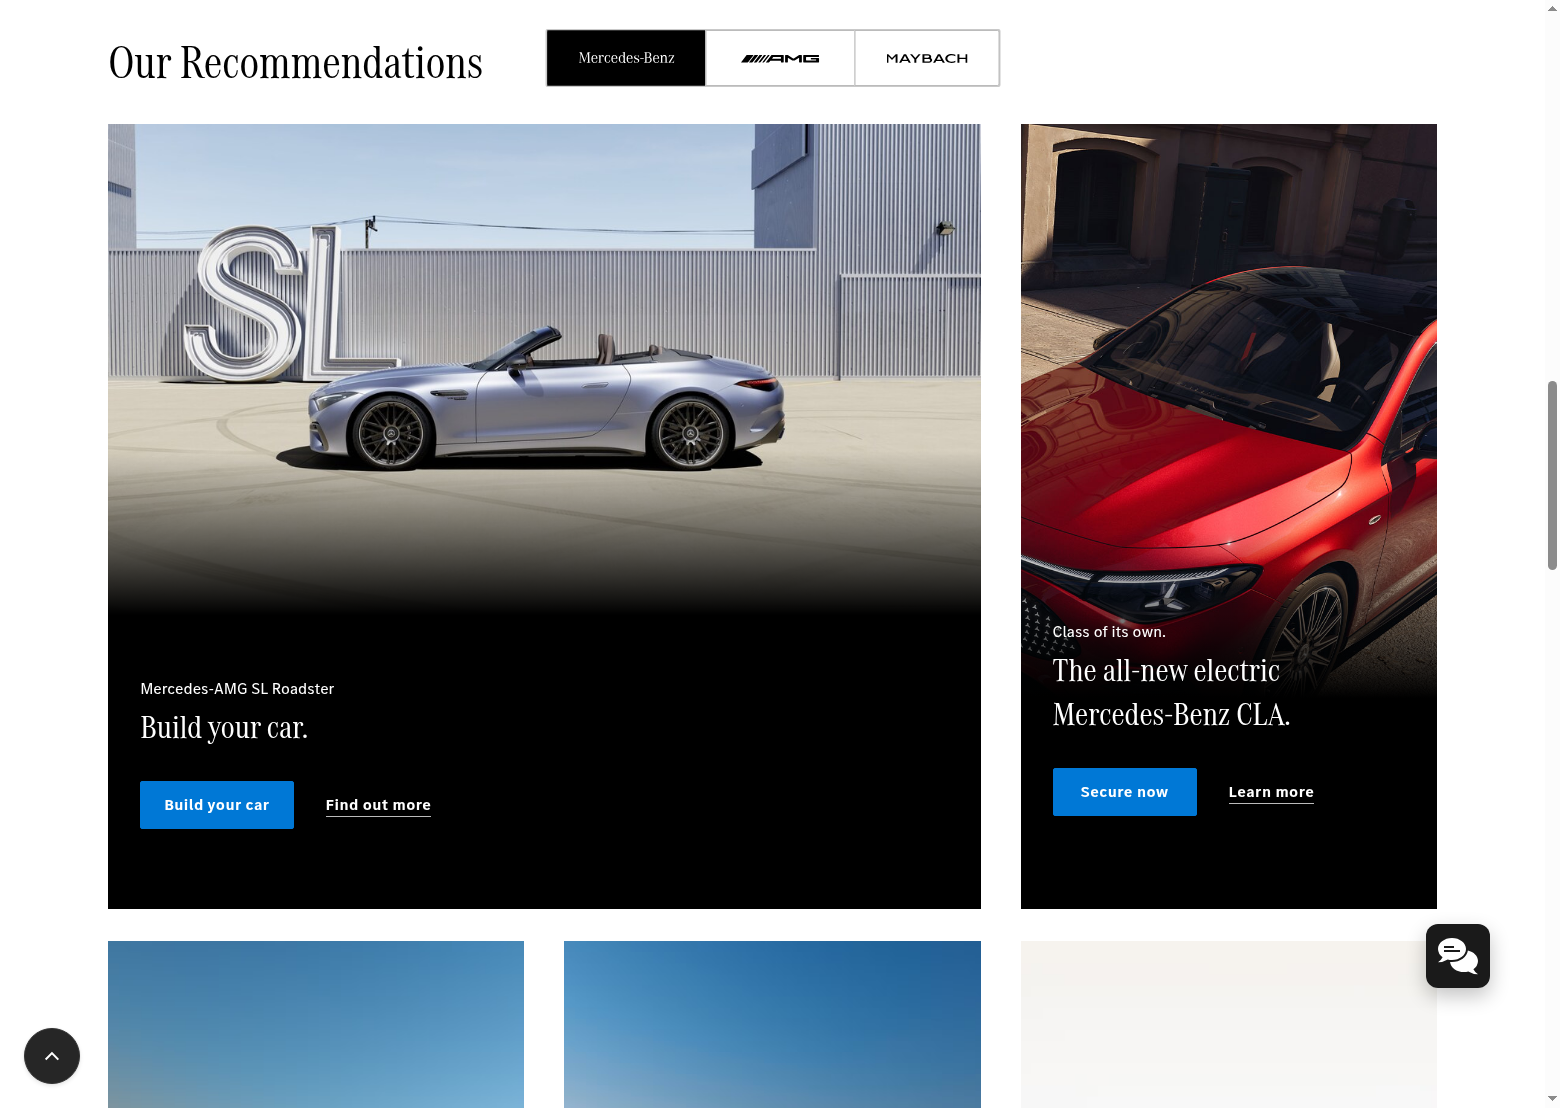 Our Recommendations
Mercedes-Benz
AMG
MAYBACH
SL
Mercedes-AMG SL Roadster
Build your car.
Build your car
Find out more
Class of its own.
The all-new electric
Mercedes-Benz CLA.
Secure now
Learn more